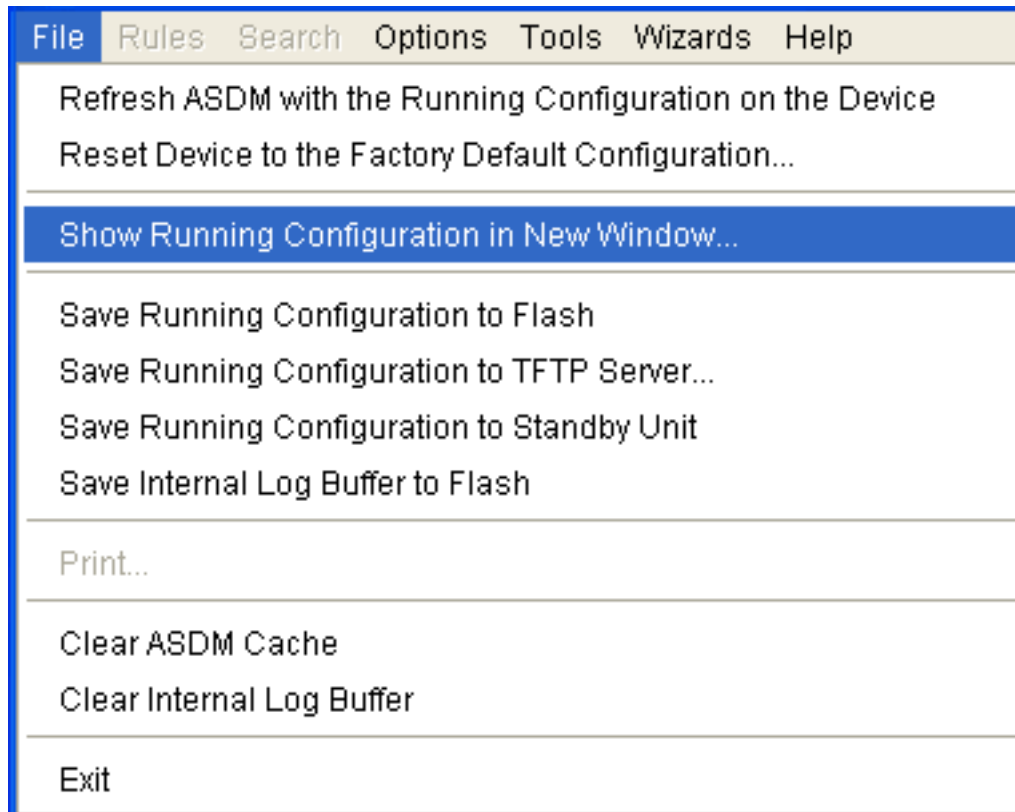 File Rules Search Options Tools Wizards Help
Refresh ASDM with the Running Configuration on the Device
Reset Device to the Factory Default Configuration...
Show Running Configuration in New Window...
Save Running Configuration to Flash
Save Running Configuration to TFTP Server...
Save Running Configuration to Standby Unit
Save Internal Log Buffer to Flash
Print...
Clear ASDM Cache
Clear Internal Log Buffer
Exit